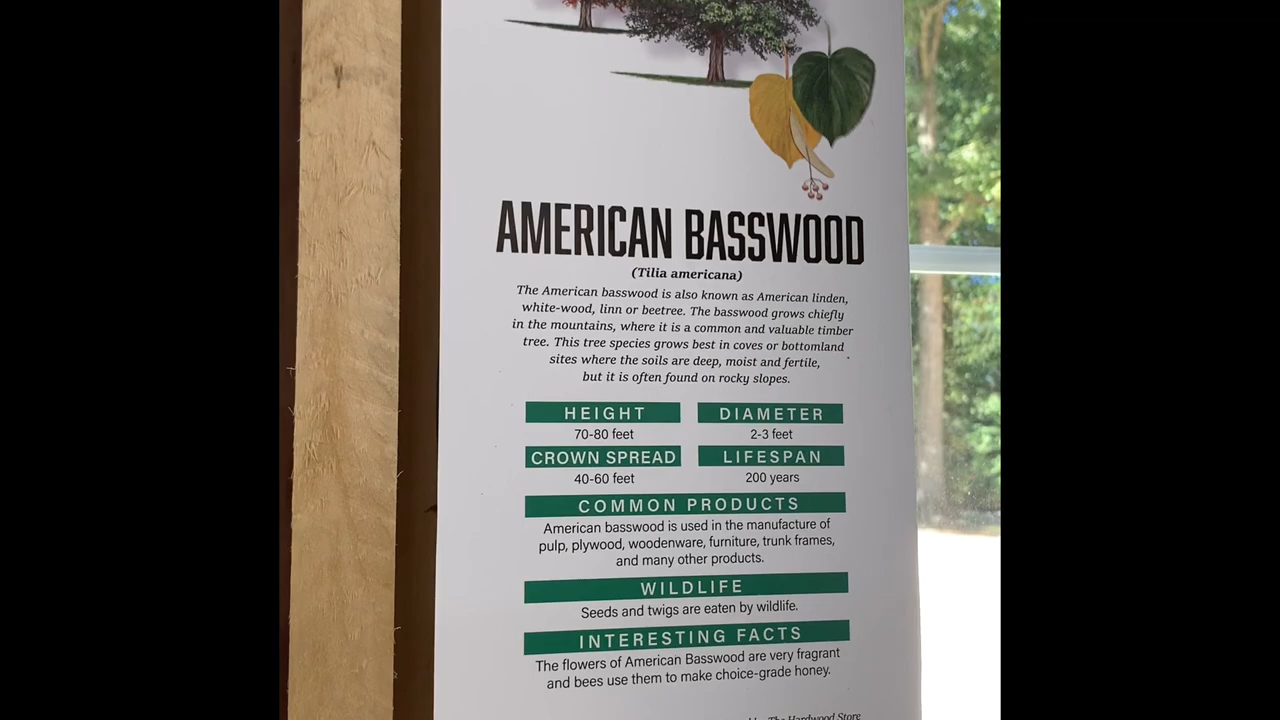 AMERICAN BASSWOOD
(Tilia americana)
The American basswood is also known as American linden,
white-wood, linn or beetree. The basswood grows chiefly
in the mountains, where it is a common and valuable timber
tree. This tree species grows best in coves or bottomland
sites where the soils are deep, moist and fertile,
but it is often found on rocky slopes.
HEIGHT DIAMETER
70-80 feet 2-3 feet
CROWN SPREAD LIFESPAN
40-60 feet 200 years
COMMON PRODUCTS
American basswood is used in the manufacture of
pulp, plywood, woodenware, furniture, trunk frames,
and many other products.
WILDLIFE
Seeds and twigs are eaten by wildlife.
INTERESTING FACTS
The flowers of American Basswood are very fragrant
and bees use them to make choice-grade honey.
The Hardwood Store